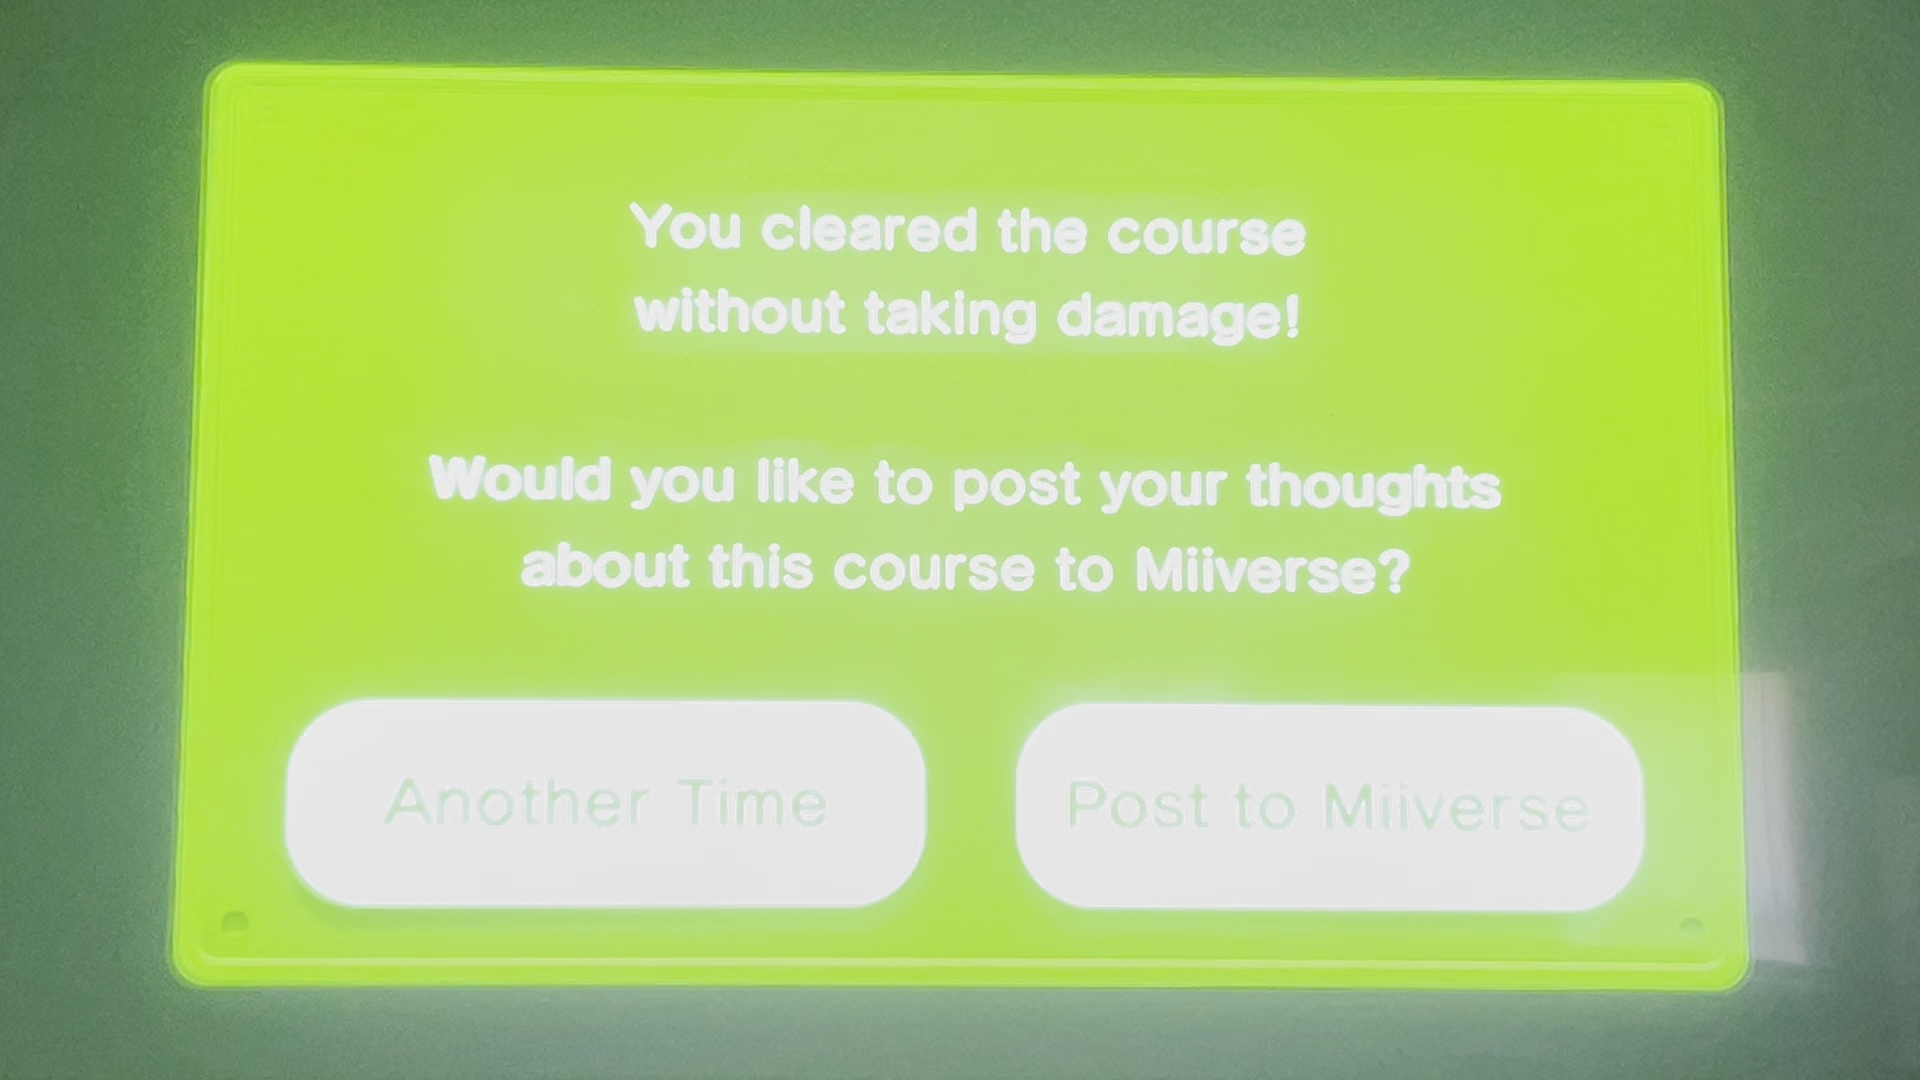 You cleared the course
without taking damage!
Would you like to post your thoughts
about this course to Miiverse?
Another Time
Post to Miiverse